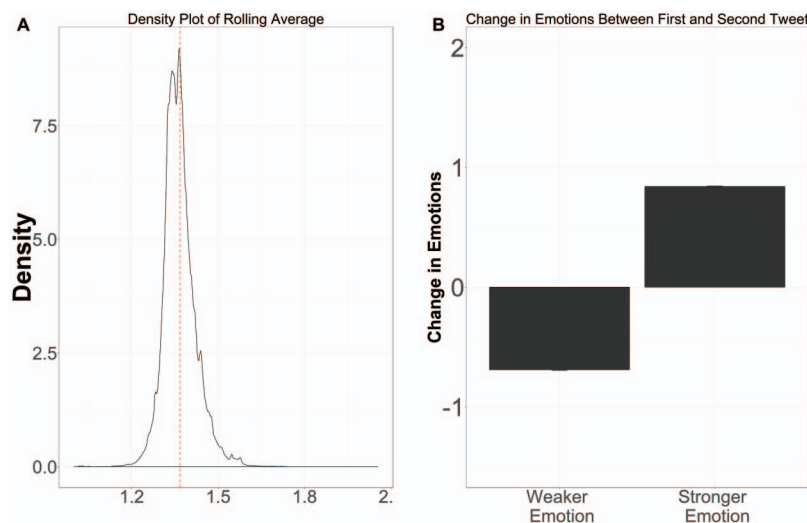 A
Density Plot of Rolling Average
Density
7.5
5.0
2.5
0.0
1.2 1.5 1.8 2.
B
Change in Emotions Between First and Second Tweet
Change in Emotions
2
1
0
-1
Weaker
Emotion
Stronger
Emotion